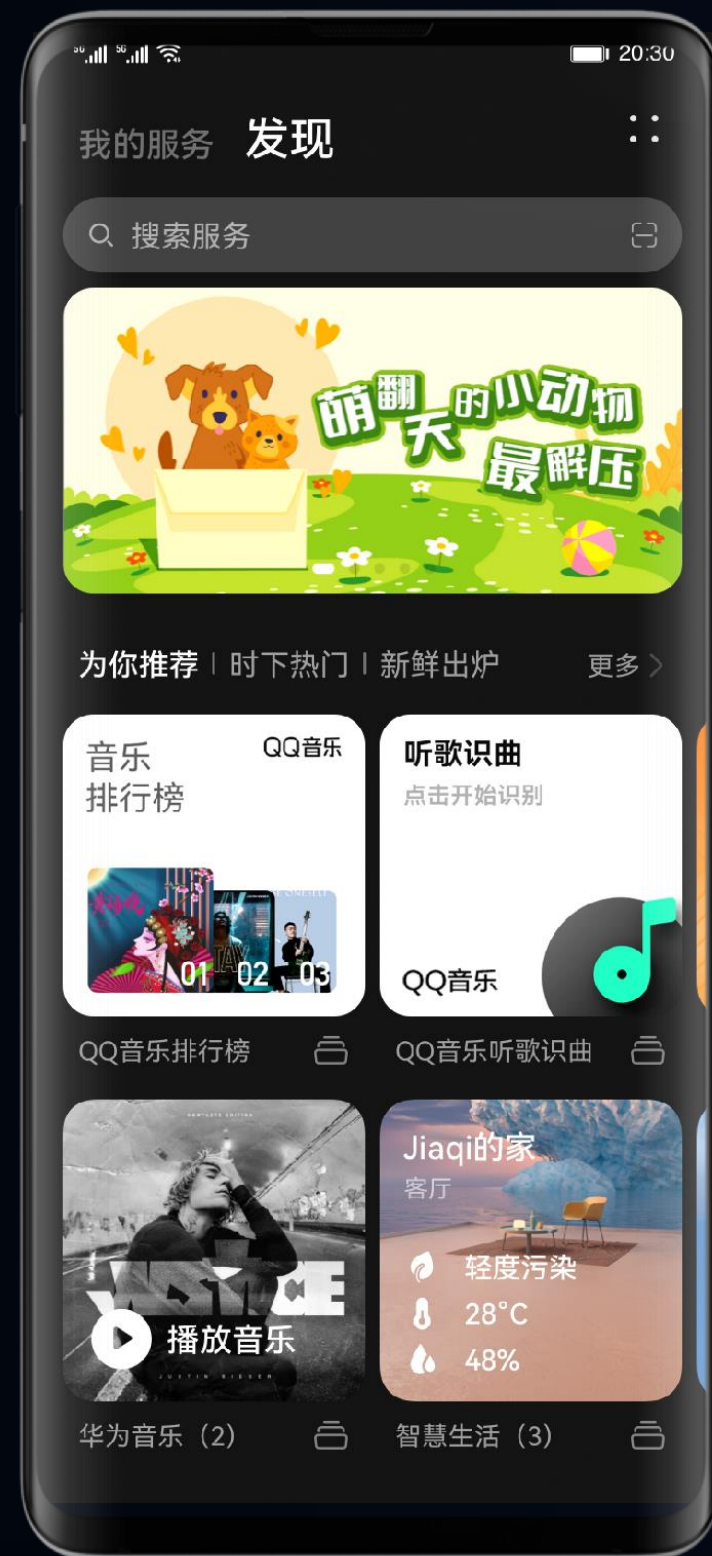 5G 5G 20:30
我的服务 发现
搜索服务
萌翻天的小动物
最解压
为你推荐 | 时下热门 | 新鲜出炉 更多
音乐 QQ音乐
排行榜
01 02 03
QQ音乐排行榜
听歌识曲
点击开始识别
QQ音乐
QQ音乐听歌识曲
JUSTICE
播放音乐
JUSTIN BIEBER
华为音乐（2）
Jiaqi的家
客厅
轻度污染
28°C
48%
智慧生活（3）